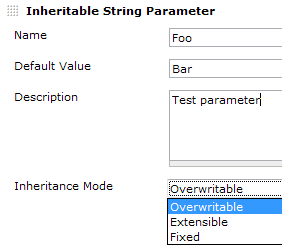 Inheritable String Parameter
Name Foo
Default Value Bar
Description Test parameter
Inheritance Mode Overwritable
Overwritable
Extensible
Fixed